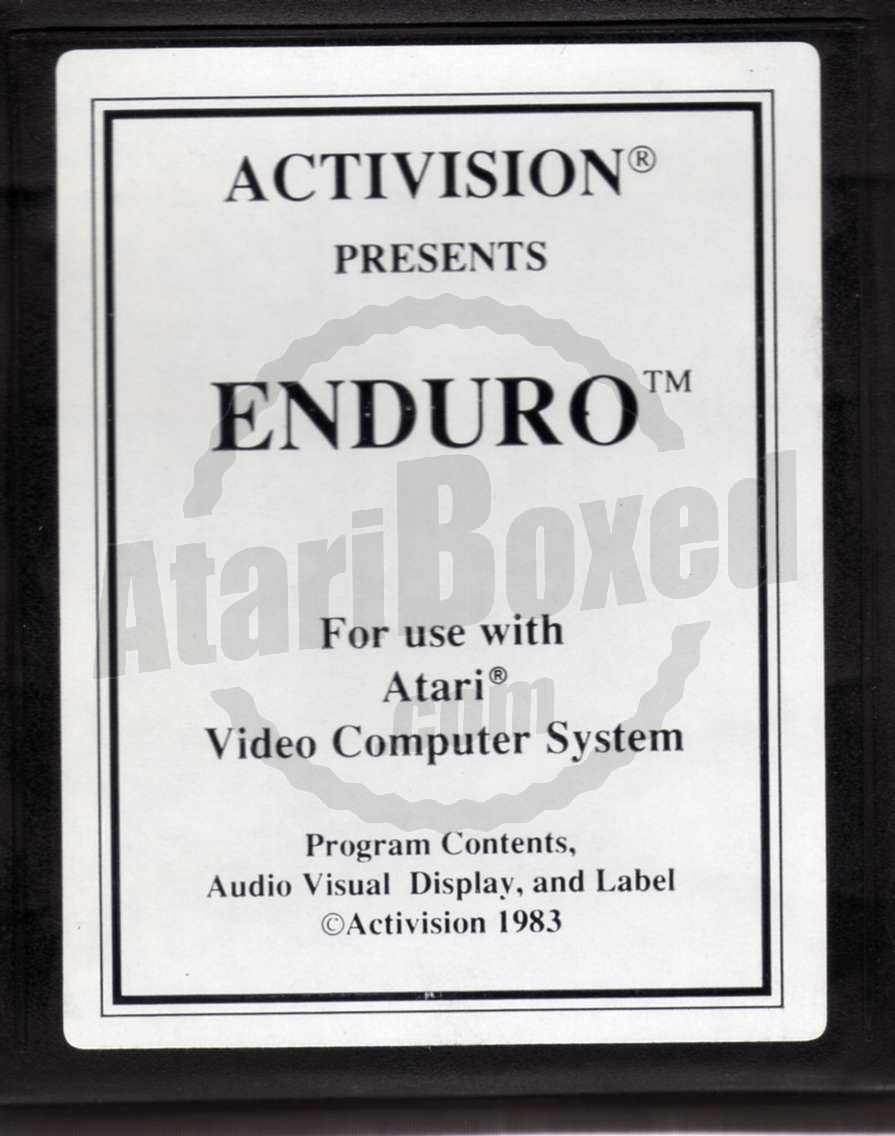 ACTIVISION®
PRESENTS
ENDURO™
AtariBoxed
.com
For use with
Atari®
Video Computer System
Program Contents,
Audio Visual Display, and Label
©Activision 1983